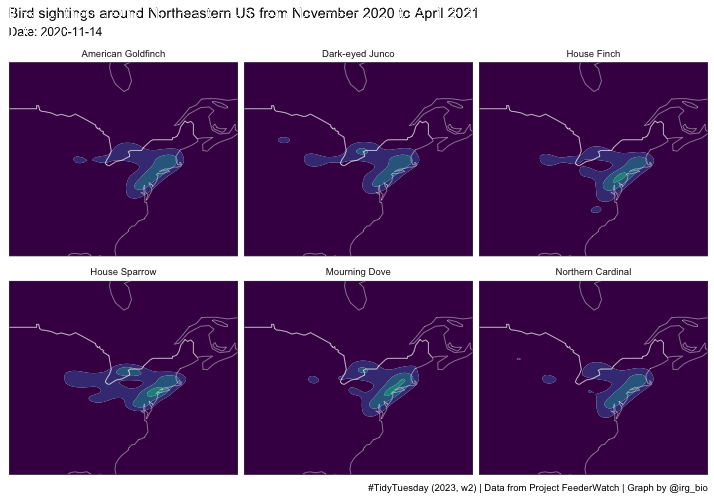 Bird sightings around Northeastern US from November 2020 to April 2021
Date: 2020-11-14
American Goldfinch
Dark-eyed Junco
House Finch
House Sparrow
Mourning Dove
Northern Cardinal
#TidyTuesday (2023, w2) | Data from Project FeederWatch | Graph by @irg_bio